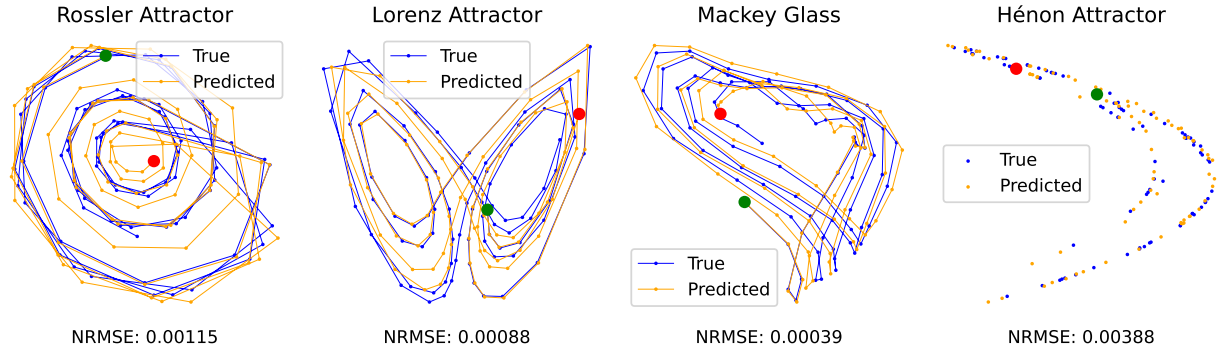 Rossler Attractor
True
Predicted
NRMSE: 0.00115
Lorenz Attractor
True
Predicted
NRMSE: 0.00088
Mackey Glass
True
Predicted
NRMSE: 0.00039
Hénon Attractor
True
Predicted
NRMSE: 0.00388